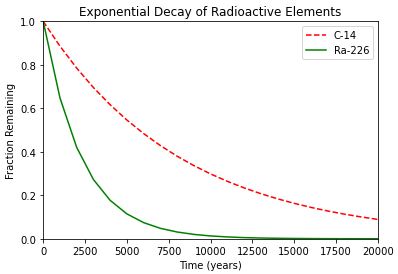 Exponential Decay of Radioactive Elements
C-14
Ra-226
Fraction Remaining
1.0
0.8
0.6
0.4
0.2
0.0
0 2500 5000 7500 10000 12500 15000 17500 20000
Time (years)